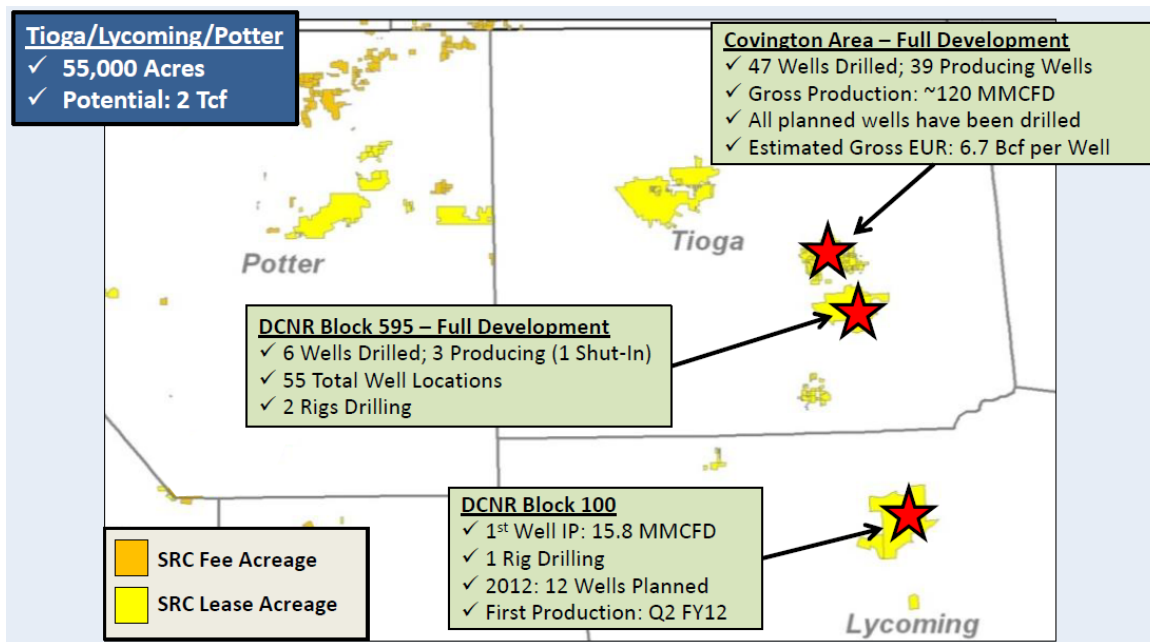 Tioga/Lycoming/Potter
✓ 55,000 Acres
✓ Potential: 2 Tcf
Covington Area – Full Development
✓ 47 Wells Drilled; 39 Producing Wells
✓ Gross Production: ~120 MMCFD
✓ All planned wells have been drilled
✓ Estimated Gross EUR: 6.7 Bcf per Well
Potter
Tioga
DCNR Block 595 – Full Development
✓ 6 Wells Drilled; 3 Producing (1 Shut-In)
✓ 55 Total Well Locations
✓ 2 Rigs Drilling
DCNR Block 100
✓ 1st Well IP: 15.8 MMCFD
✓ 1 Rig Drilling
✓ 2012: 12 Wells Planned
✓ First Production: Q2 FY12
SRC Fee Acreage
SRC Lease Acreage
Lycoming